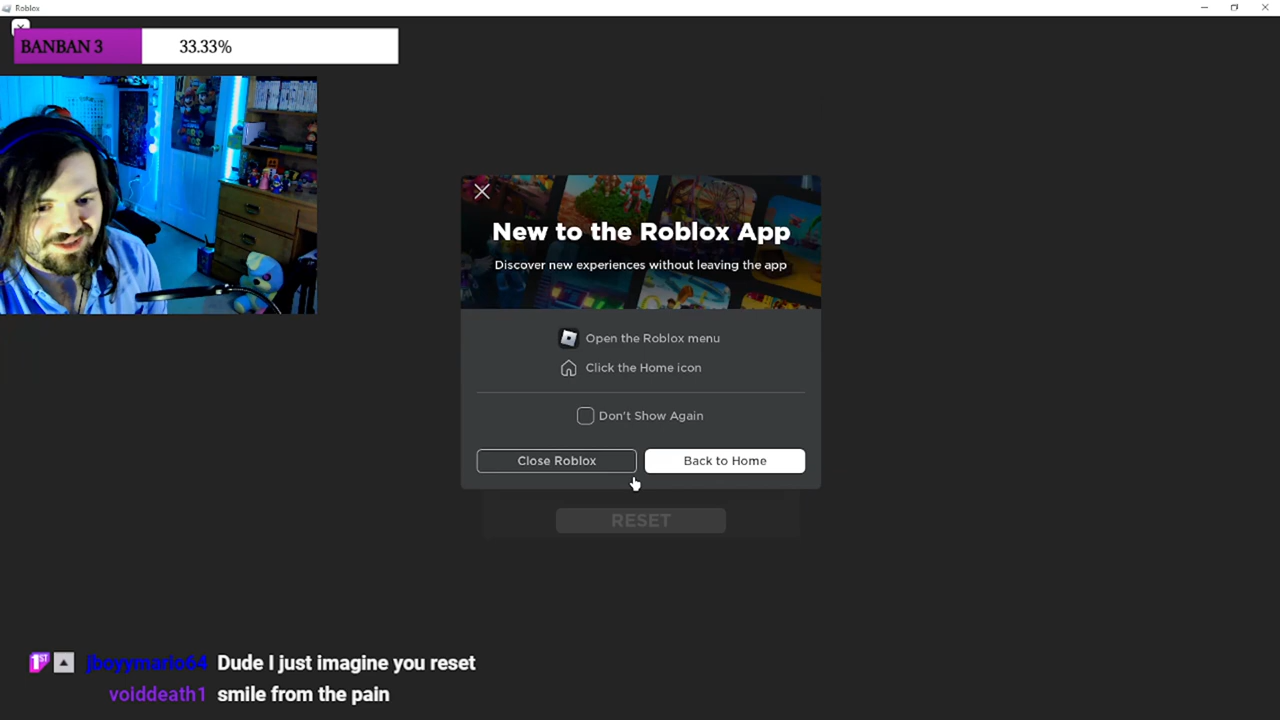 Roblox
BANBAN 3 33.33%
New to the Roblox App
Discover new experiences without leaving the app
Open the Roblox menu
Click the Home icon
Don't Show Again
Close Roblox Back to Home
RESET
1ST jboyymario64 Dude I just imagine you reset
voiddeath1 smile from the pain